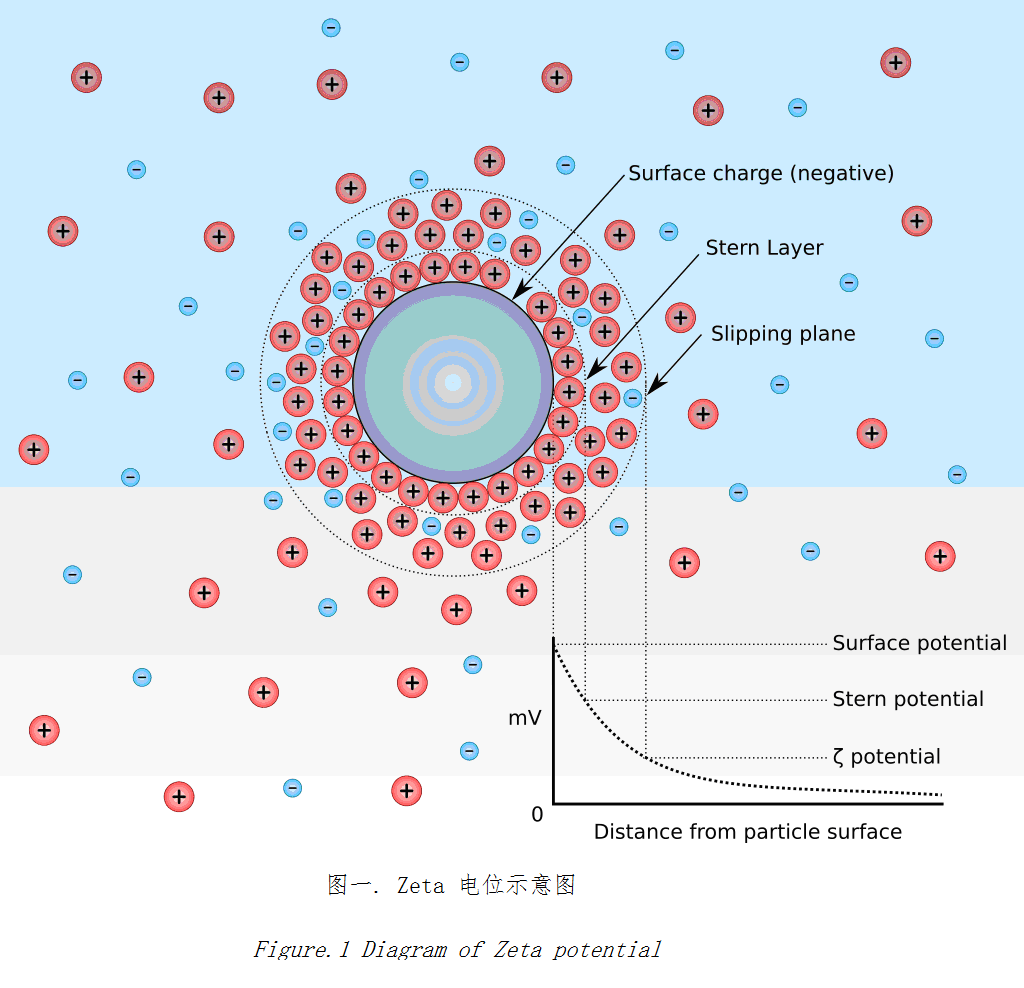 Surface charge (negative)
Stern Layer
Slipping plane
Surface potential
Stern potential
mV
ζ potential
0
Distance from particle surface
图一. Zeta 电位示意图
Figure.1 Diagram of Zeta potential